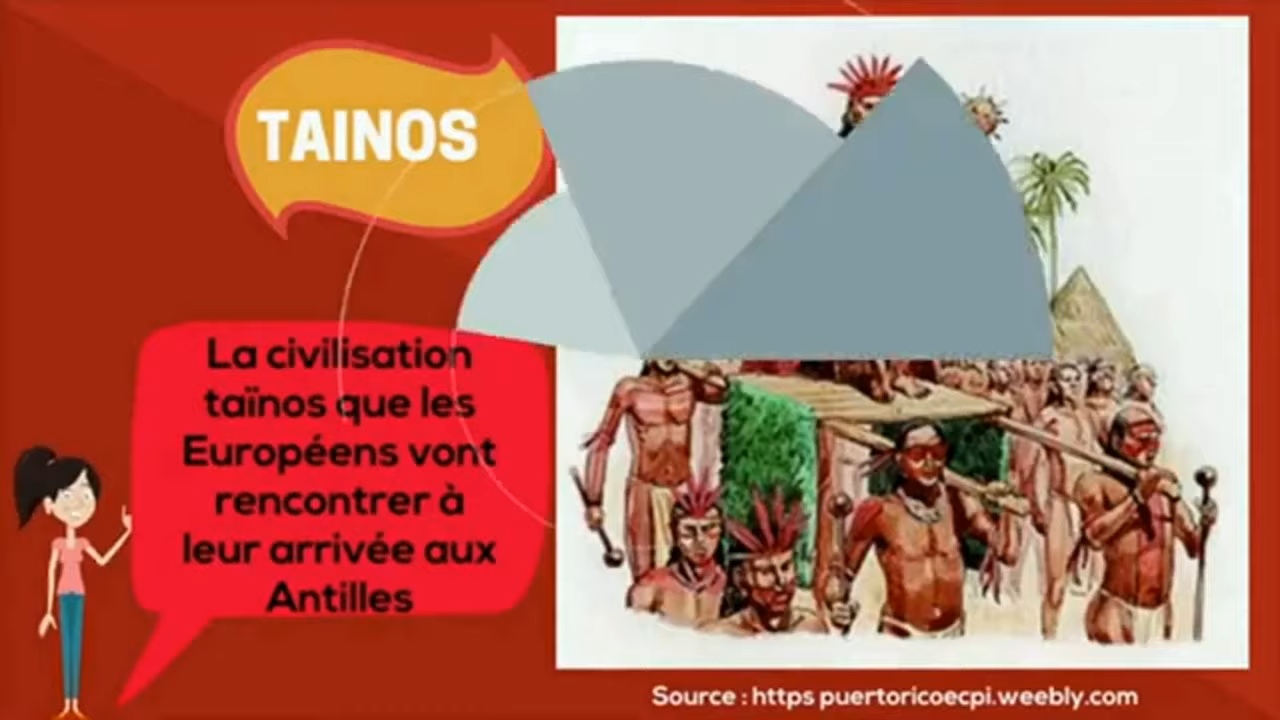 TAINOS
La civilisation
taïnos que les
Européens vont
rencontrer à
leur arrivée aux
Antilles
Source : https puertoricoecpi.weebly.com